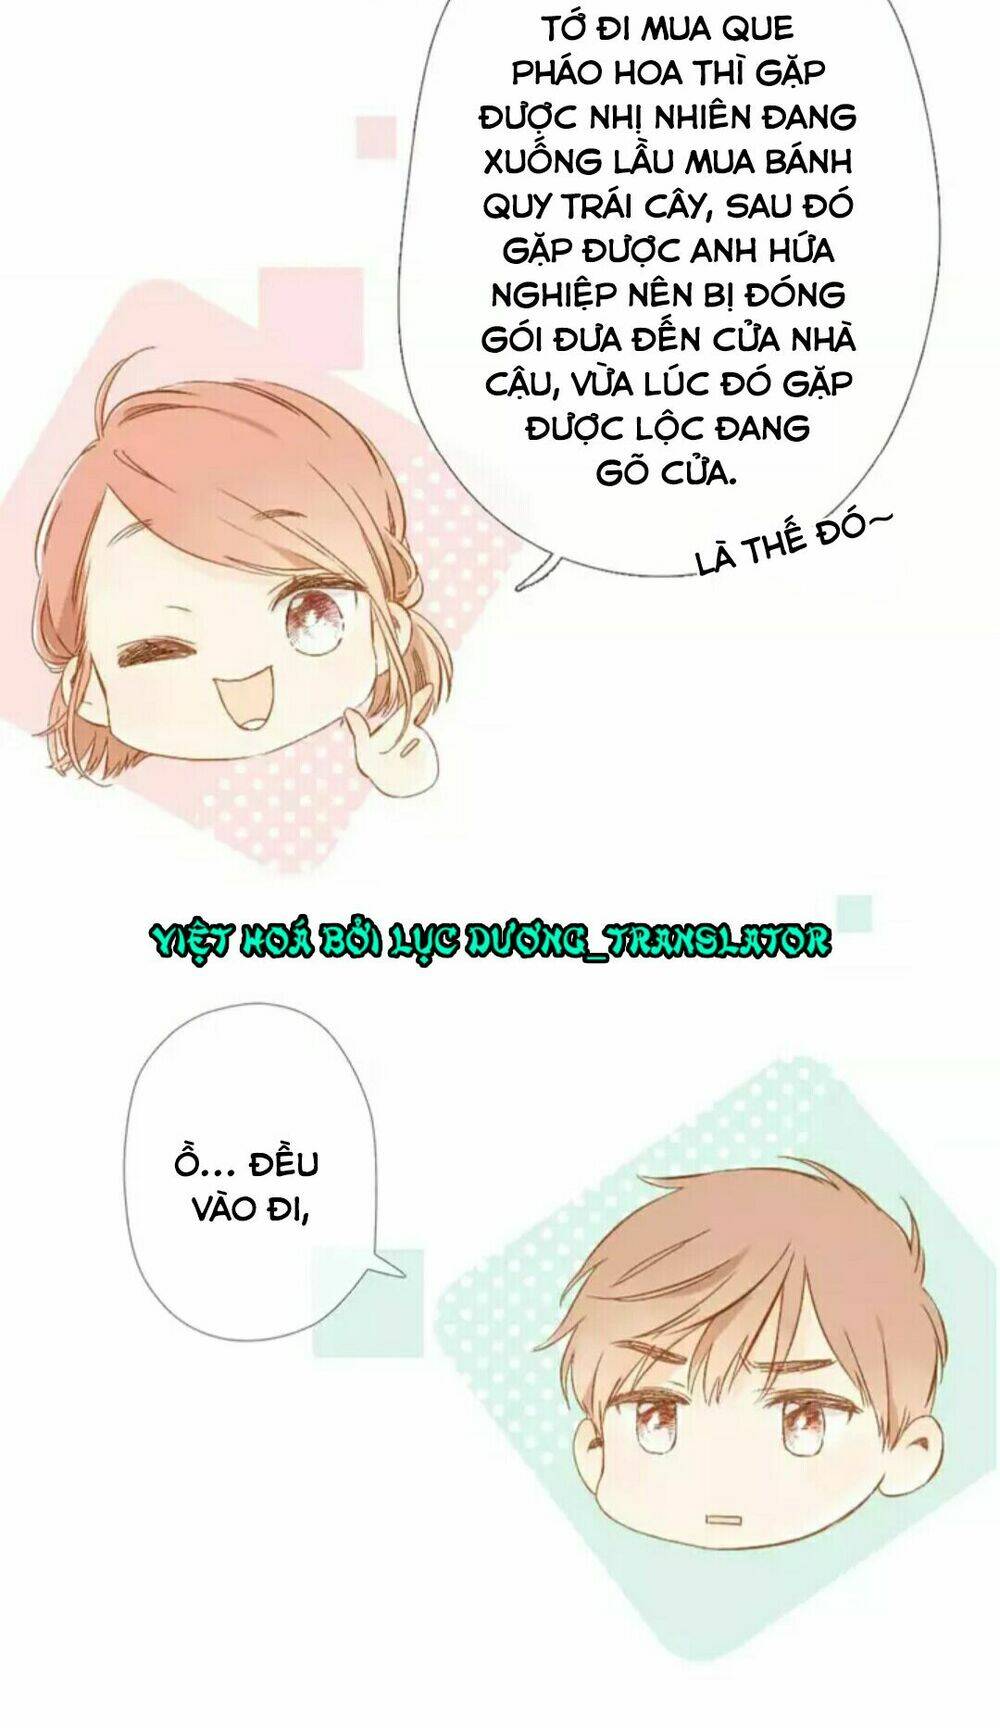 TỚ ĐI MUA QUE
PHÁO HOA THÌ GẶP
ĐƯỢC NHỊ NHIÊN ĐANG
XUỐNG LẦU MUA BÁNH
QUY TRÁI CÂY, SAU ĐÓ
GẶP ĐƯỢC ANH HỨA
NGHIỆP NÊN BỊ ĐÓNG
GÓI ĐƯA ĐẾN CỬA NHÀ
CẬU, VỪA LÚC ĐÓ GẶP
ĐƯỢC LỘC ĐANG
GÕ CỬA.
LÀ THẾ ĐÓ~
VIỆT HOÁ BỞI LỤC DƯƠNG_TRANSLATOR
Ồ... ĐỀU
VÀO ĐI,